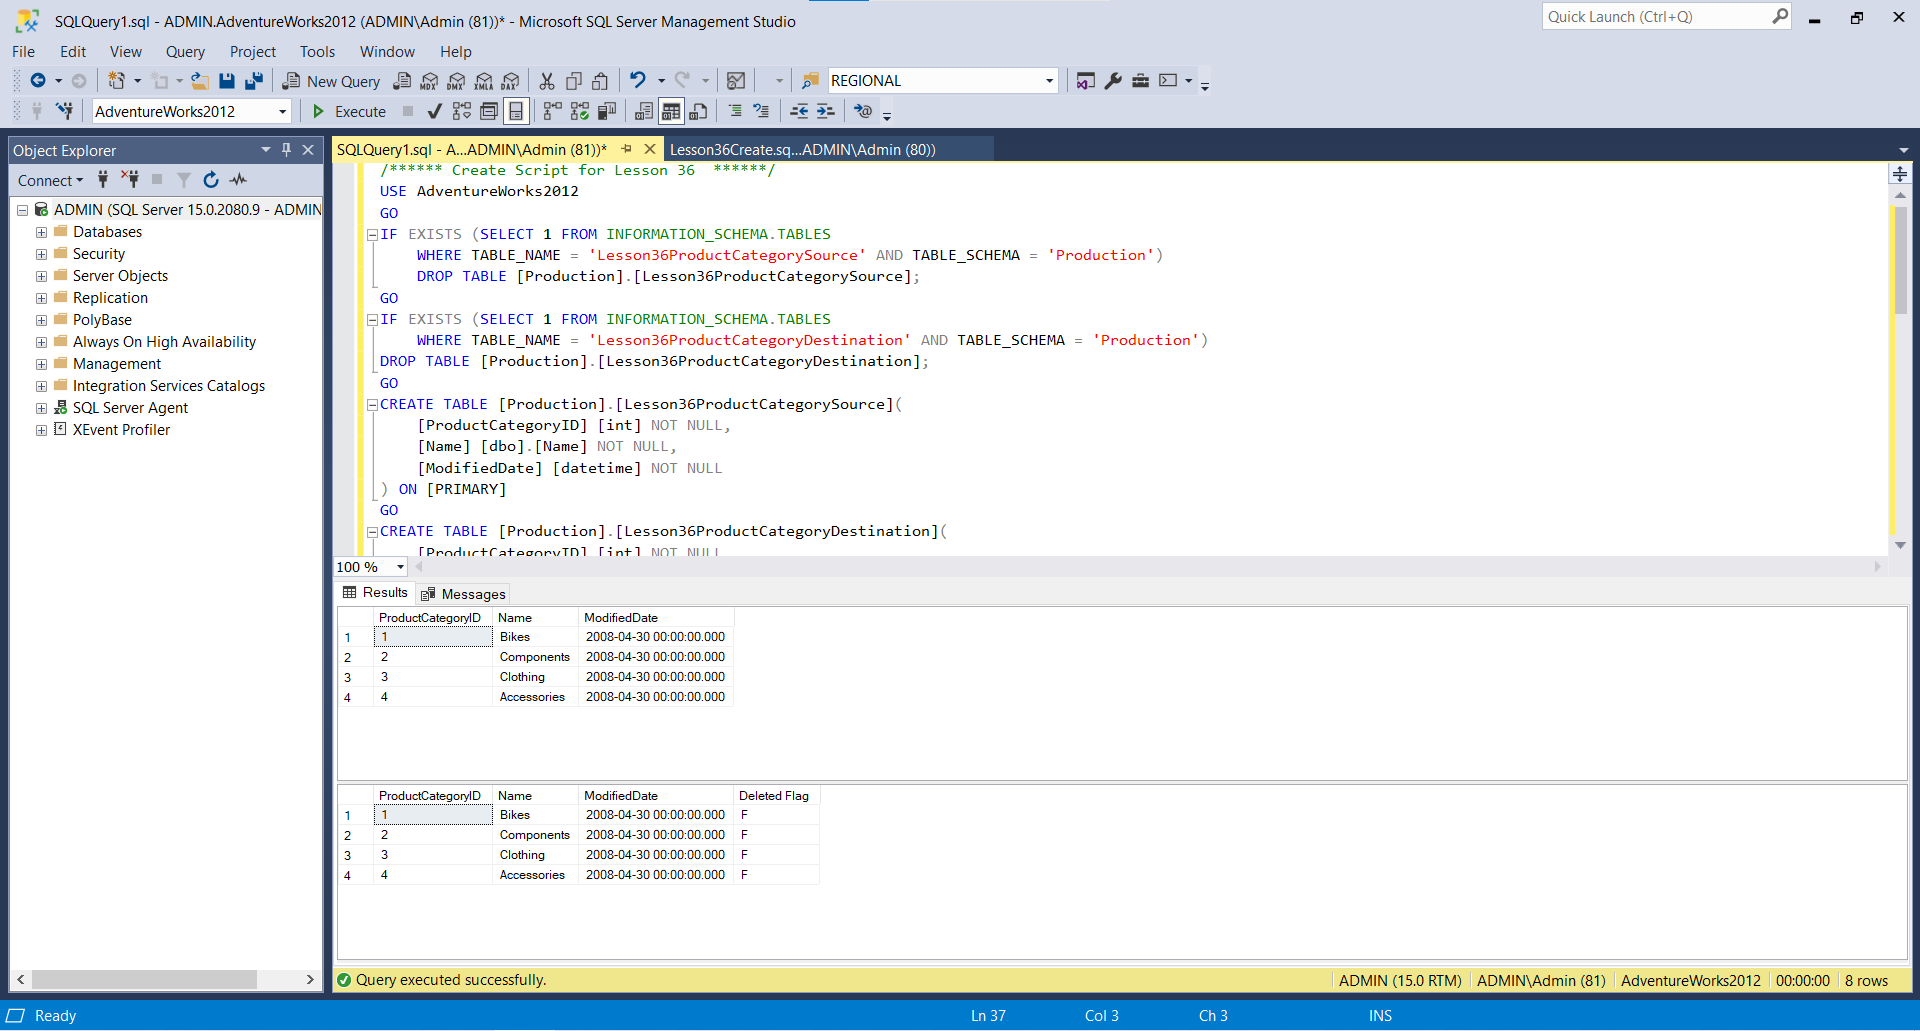 SQLQuery1.sql - ADMIN.AdventureWorks2012 (ADMIN\Admin (81))* - Microsoft SQL Server Management Studio
Quick Launch (Ctrl+Q)
File Edit View Query Project Tools Window Help
New Query MDX DMX XMLA DAX REGIONAL
AdventureWorks2012 Execute
Object Explorer
Connect
ADMIN (SQL Server 15.0.2080.9 - ADMIN
Databases
Security
Server Objects
Replication
PolyBase
Always On High Availability
Management
Integration Services Catalogs
SQL Server Agent
XEvent Profiler
SQLQuery1.sql - A...ADMIN\Admin (81))* Lesson36Create.sq...ADMIN\Admin (80))
/****** Create Script for Lesson 36  ******/
USE AdventureWorks2012
GO
IF EXISTS (SELECT 1 FROM INFORMATION_SCHEMA.TABLES
WHERE TABLE_NAME = 'Lesson36ProductCategorySource' AND TABLE_SCHEMA = 'Production')
DROP TABLE [Production].[Lesson36ProductCategorySource];
GO
IF EXISTS (SELECT 1 FROM INFORMATION_SCHEMA.TABLES
WHERE TABLE_NAME = 'Lesson36ProductCategoryDestination' AND TABLE_SCHEMA = 'Production')
DROP TABLE [Production].[Lesson36ProductCategoryDestination];
GO
CREATE TABLE [Production].[Lesson36ProductCategorySource](
[ProductCategoryID] [int] NOT NULL,
[Name] [dbo].[Name] NOT NULL,
[ModifiedDate] [datetime] NOT NULL
) ON [PRIMARY]
GO
CREATE TABLE [Production].[Lesson36ProductCategoryDestination](
[ProductCategoryID] [int] NOT NULL
100 %
Results Messages
ProductCategoryID Name ModifiedDate
1 1 Bikes 2008-04-30 00:00:00.000
2 2 Components 2008-04-30 00:00:00.000
3 3 Clothing 2008-04-30 00:00:00.000
4 4 Accessories 2008-04-30 00:00:00.000
ProductCategoryID Name ModifiedDate Deleted Flag
1 1 Bikes 2008-04-30 00:00:00.000 F
2 2 Components 2008-04-30 00:00:00.000 F
3 3 Clothing 2008-04-30 00:00:00.000 F
4 4 Accessories 2008-04-30 00:00:00.000 F
Query executed successfully. ADMIN (15.0 RTM) ADMIN\Admin (81) AdventureWorks2012 00:00:00 8 rows
Ready Ln 37 Col 3 Ch 3 INS